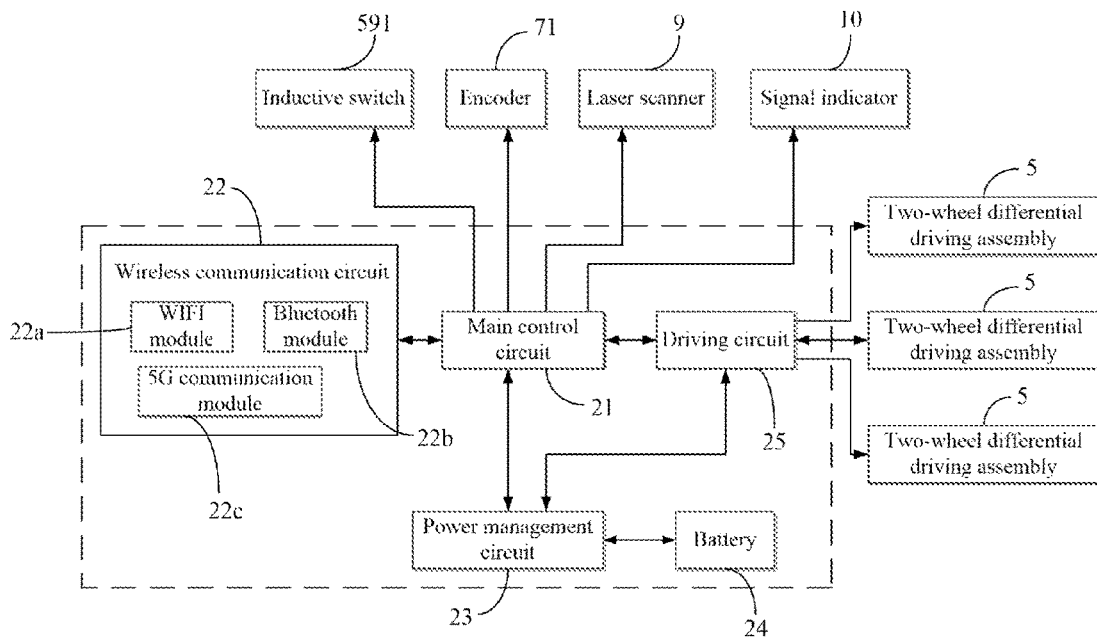 591
71
9
10
Inductive switch
Encoder
Laser scanner
Signal indicator
22
5
Two-wheel differential
driving assembly
Wireless communication circuit
WIFI
module
Bluetooth
module
22a
5G communication
module
22b
22c
Main control
circuit
21
Driving circuit
25
5
Two-wheel differential
driving assembly
5
Two-wheel differential
driving assembly
Power management
circuit
23
Battery
24